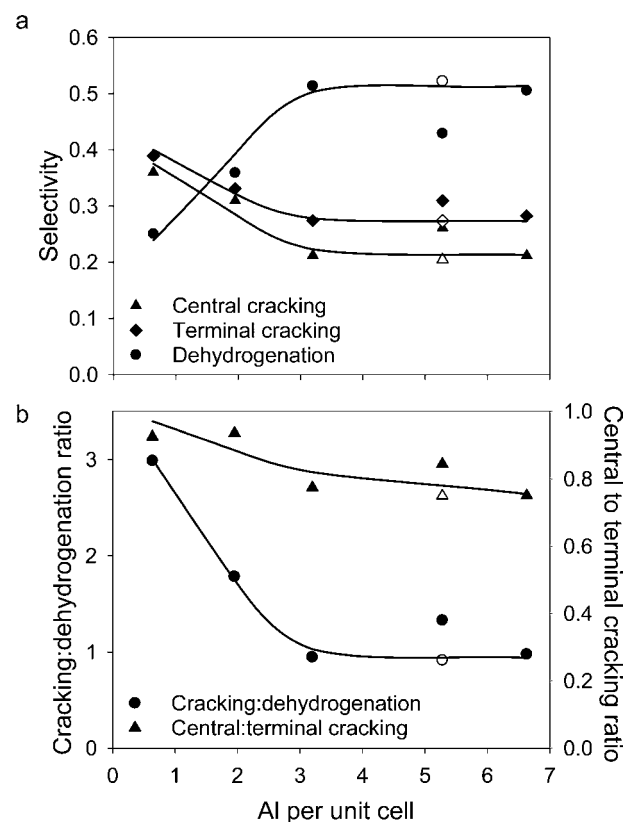 a
0.6
0.5
0.4
0.3
0.2
0.1
0.0
Selectivity
Central cracking
Terminal cracking
Dehydrogenation
b
3
2
1
0
Cracking:dehydrogenation ratio
1.0
0.8
0.6
0.4
0.2
0.0
Central to terminal cracking ratio
Cracking:dehydrogenation
Central:terminal cracking
0 1 2 3 4 5 6 7
Al per unit cell